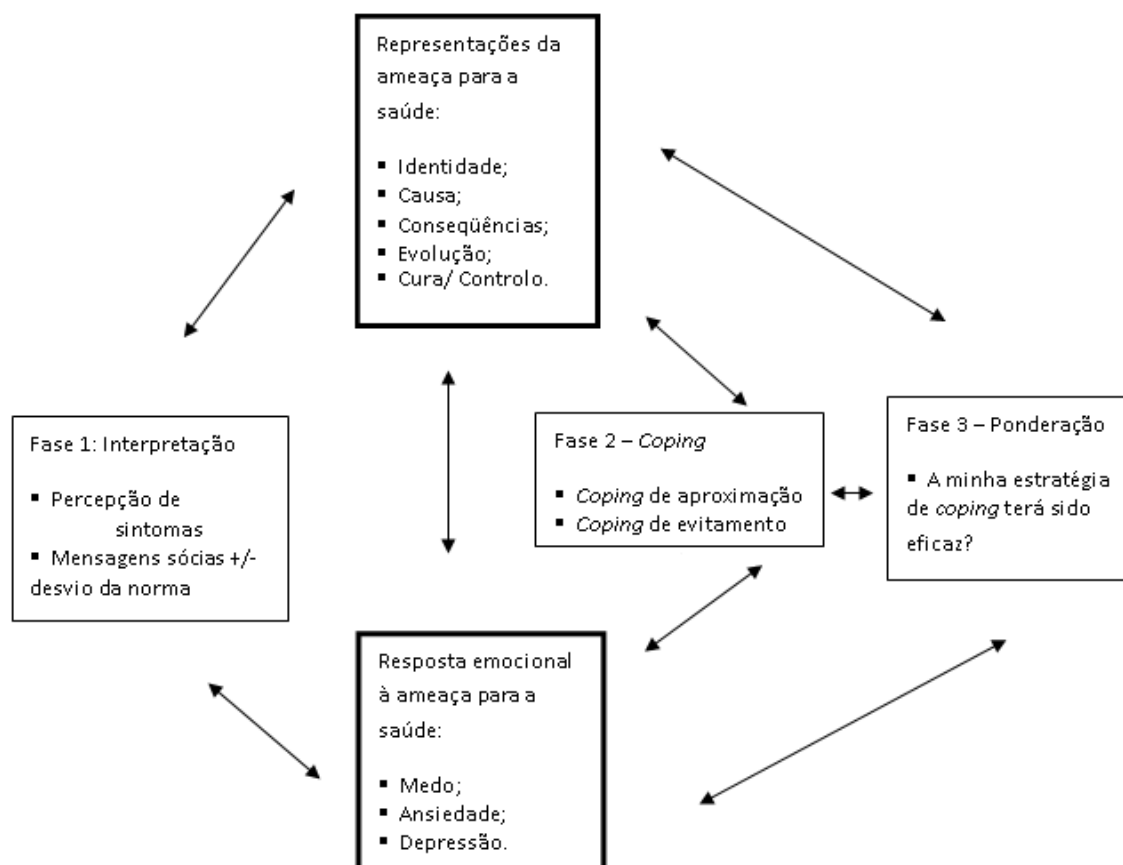 Representações da
ameaça para a
saúde:
▪ Identidade;
▪ Causa;
▪ Conseqüências;
▪ Evolução;
▪ Cura/ Controlo.
Fase 1: Interpretação
▪ Percepção de
sintomas
▪ Mensagens sócias +/-
desvio da norma
Fase 2 – Coping
▪ Coping de aproximação
▪ Coping de evitamento
Fase 3 – Ponderação
▪ A minha estratégia
de coping terá sido
eficaz?
Resposta emocional
à ameaça para a
saúde:
▪ Medo;
▪ Ansiedade;
▪ Depressão.